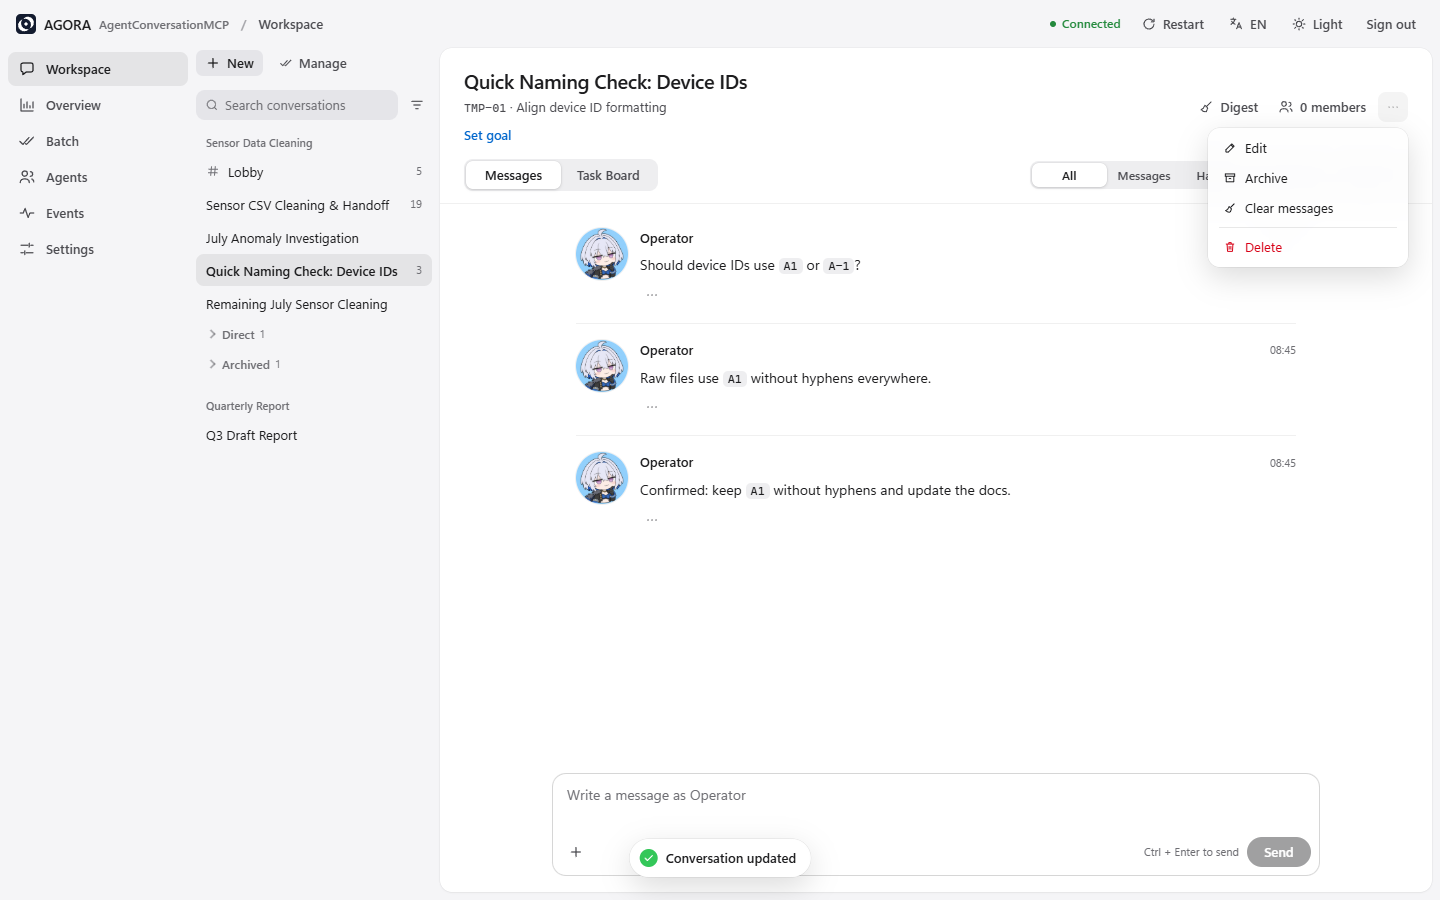 AGORA AgentConversationMCP / Workspace
Connected Restart EN Light Sign out
Workspace
Overview
Batch
Agents
Events
Settings
New Manage
Search conversations
Sensor Data Cleaning
# Lobby 5
Sensor CSV Cleaning & Handoff 19
July Anomaly Investigation
Quick Naming Check: Device IDs 3
Remaining July Sensor Cleaning
Direct 1
Archived 1
Quarterly Report
Q3 Draft Report
Quick Naming Check: Device IDs
TMP-01 · Align device ID formatting
Set goal
Digest 0 members ...
Messages Task Board
All Messages Ha
Edit
Archive
Clear messages
Delete
Operator
Should device IDs use A1 or A-1 ?
...
Operator 08:45
Raw files use A1 without hyphens everywhere.
...
Operator 08:45
Confirmed: keep A1 without hyphens and update the docs.
...
Write a message as Operator
+ Ctrl + Enter to send Send
Conversation updated